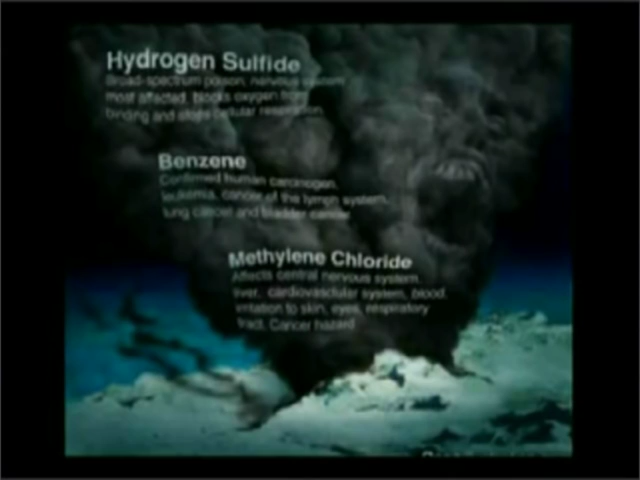 Hydrogen Sulfide
Broad-spectrum poison, nervous system
most affected, blocks oxygen from
binding and stops cellular respiration.
Benzene
Confirmed human carcinogen,
leukemia, cancer of the lymph system,
lung cancer and bladder cancer
Methylene Chloride
Affects central nervous system,
liver, cardiovasclular system, blood,
irritation to skin, eyes, respiratory
tract. Cancer hazard